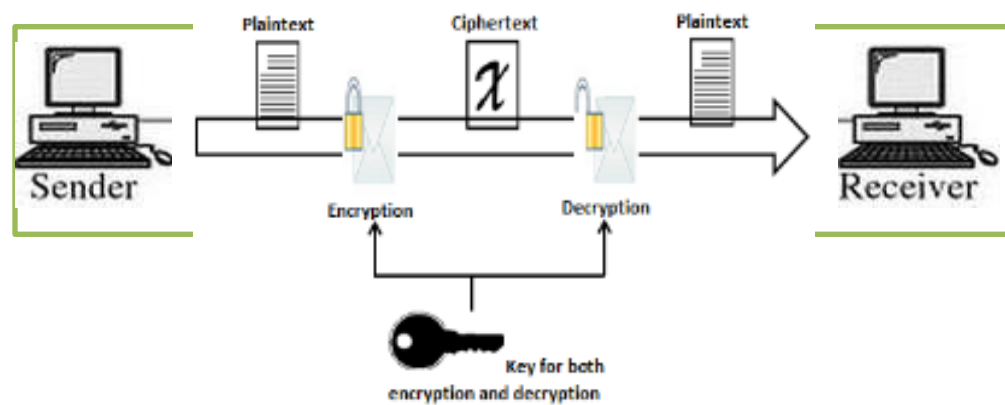 Plaintext
Ciphertext
Plaintext
χ
Sender
Receiver
Encryption
Decryption
Key for both
encryption and decryption